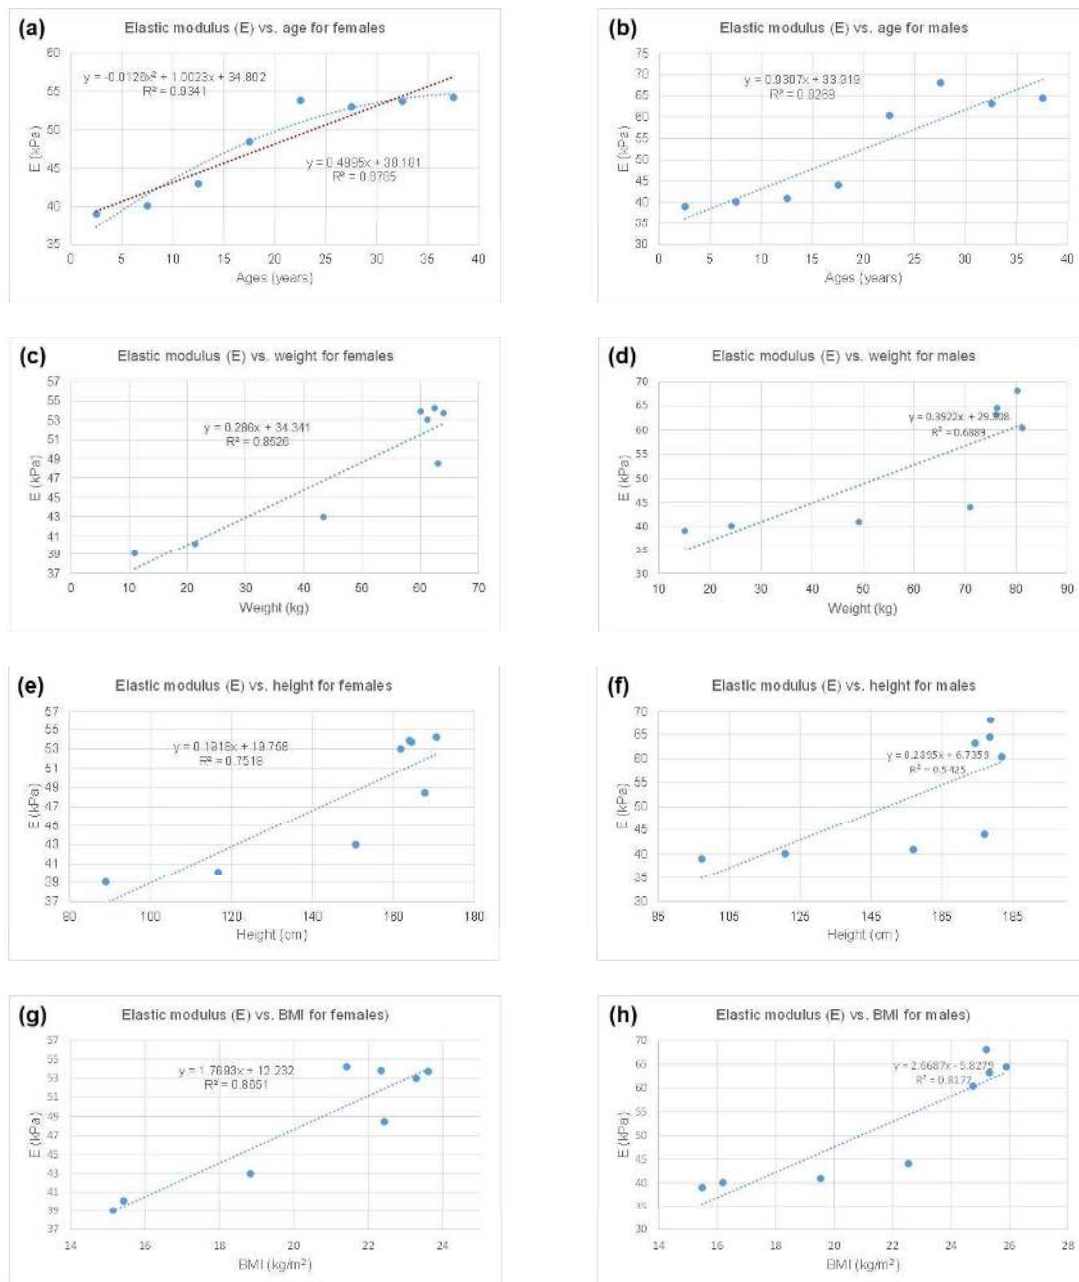 (a)
Elastic modulus (E) vs. age for females
60
55
50
45
40
35
E (kPa)
y = -0.0126x² + 1.0023x + 34.802
R² = 0.9341
y = 0.4995x + 38.181
R² = 0.8785
0 5 10 15 20 25 30 35 40
Ages (years)
(b)
Elastic modulus (E) vs. age for males
75
70
65
60
55
50
45
40
35
30
E (kPa)
y = 0.9307x + 33.919
R² = 0.8269
0 5 10 15 20 25 30 35 40
Ages (years)
(c)
Elastic modulus (E) vs. weight for females
57
55
53
51
49
47
45
43
41
39
37
E (kPa)
y = 0.286x + 34.341
R² = 0.8526
0 10 20 30 40 50 60 70
Weight (kg)
(d)
Elastic modulus (E) vs. weight for males
70
65
60
55
50
45
40
35
30
E (kPa)
y = 0.3922x + 29.308
R² = 0.6889
10 20 30 40 50 60 70 80 90
Weight (kg)
(e)
Elastic modulus (E) vs. height for females
57
55
53
51
49
47
45
43
41
39
37
E (kPa)
y = 0.1918x + 19.758
R² = 0.7518
80 100 120 140 160 180
Height (cm)
(f)
Elastic modulus (E) vs. height for males
70
65
60
55
50
45
40
35
30
E (kPa)
y = 0.2895x + 6.7359
R² = 0.5425
85 105 125 145 165 185
Height (cm)
(g)
Elastic modulus (E) vs. BMI for females)
57
55
53
51
49
47
45
43
41
39
37
E (kPa)
y = 1.7693x + 12.232
R² = 0.8651
14 16 18 20 22 24
BMI (kg/m²)
(h)
Elastic modulus (E) vs. BMI for males)
70
65
60
55
50
45
40
35
30
E (kPa)
y = 2.6687x - 5.8279
R² = 0.8177
14 16 18 20 22 24 26 28
BMI (kg/m²)